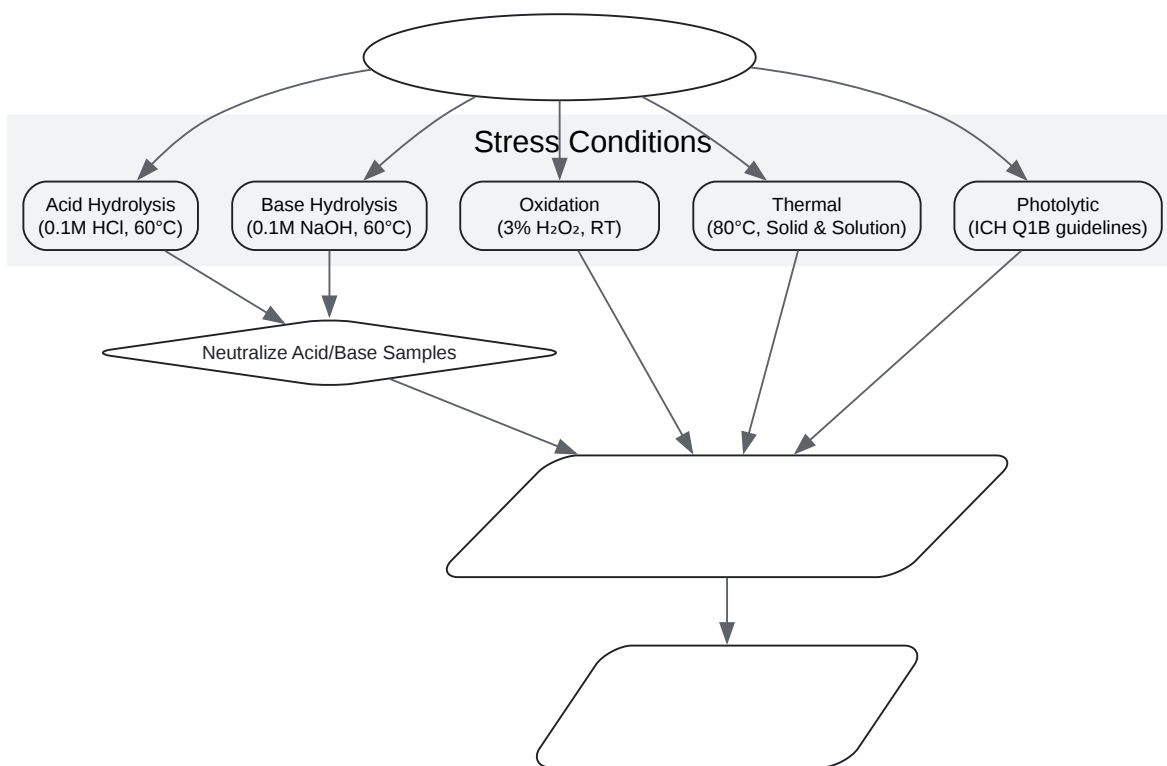 Stress Conditions
Acid Hydrolysis
(0.1M HCl, 60°C)
Base Hydrolysis
(0.1M NaOH, 60°C)
Oxidation
(3% H₂O₂, RT)
Thermal
(80°C, Solid & Solution)
Photolytic
(ICH Q1B guidelines)
Neutralize Acid/Base Samples